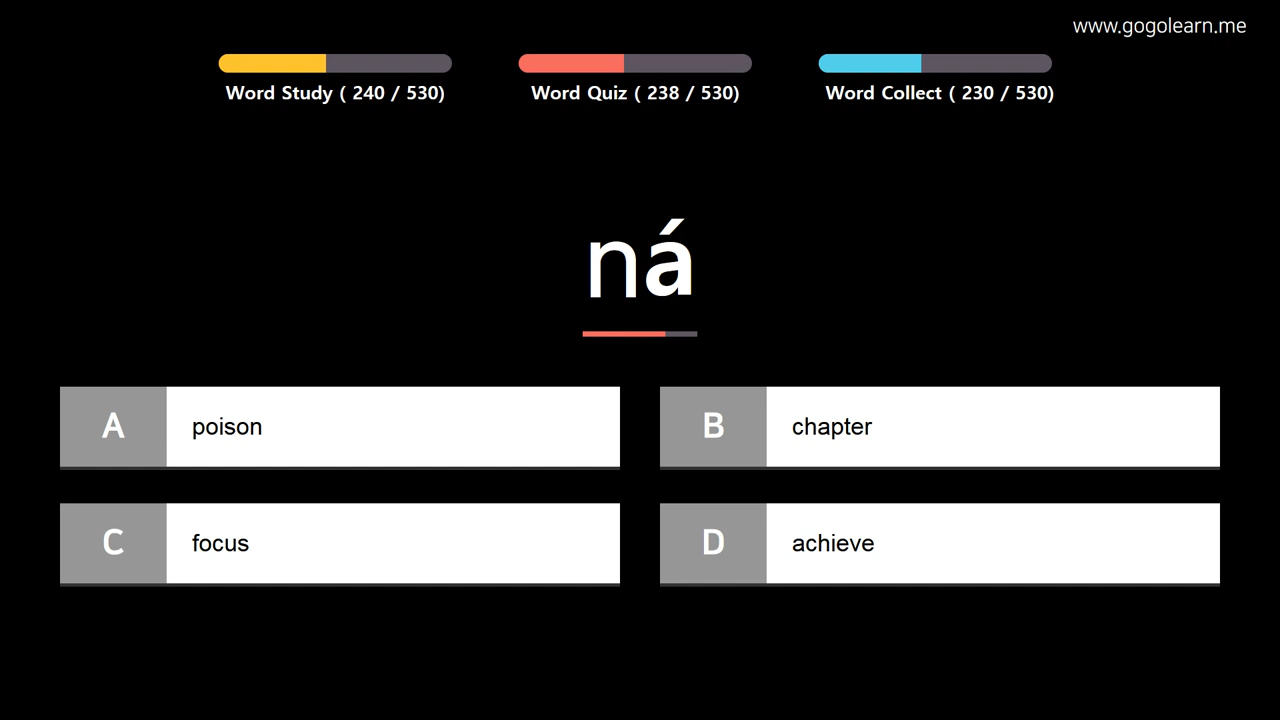 www.gogolearn.me
Word Study ( 240 / 530)
Word Quiz ( 238 / 530)
Word Collect ( 230 / 530)
ná
A poison
B chapter
C focus
D achieve